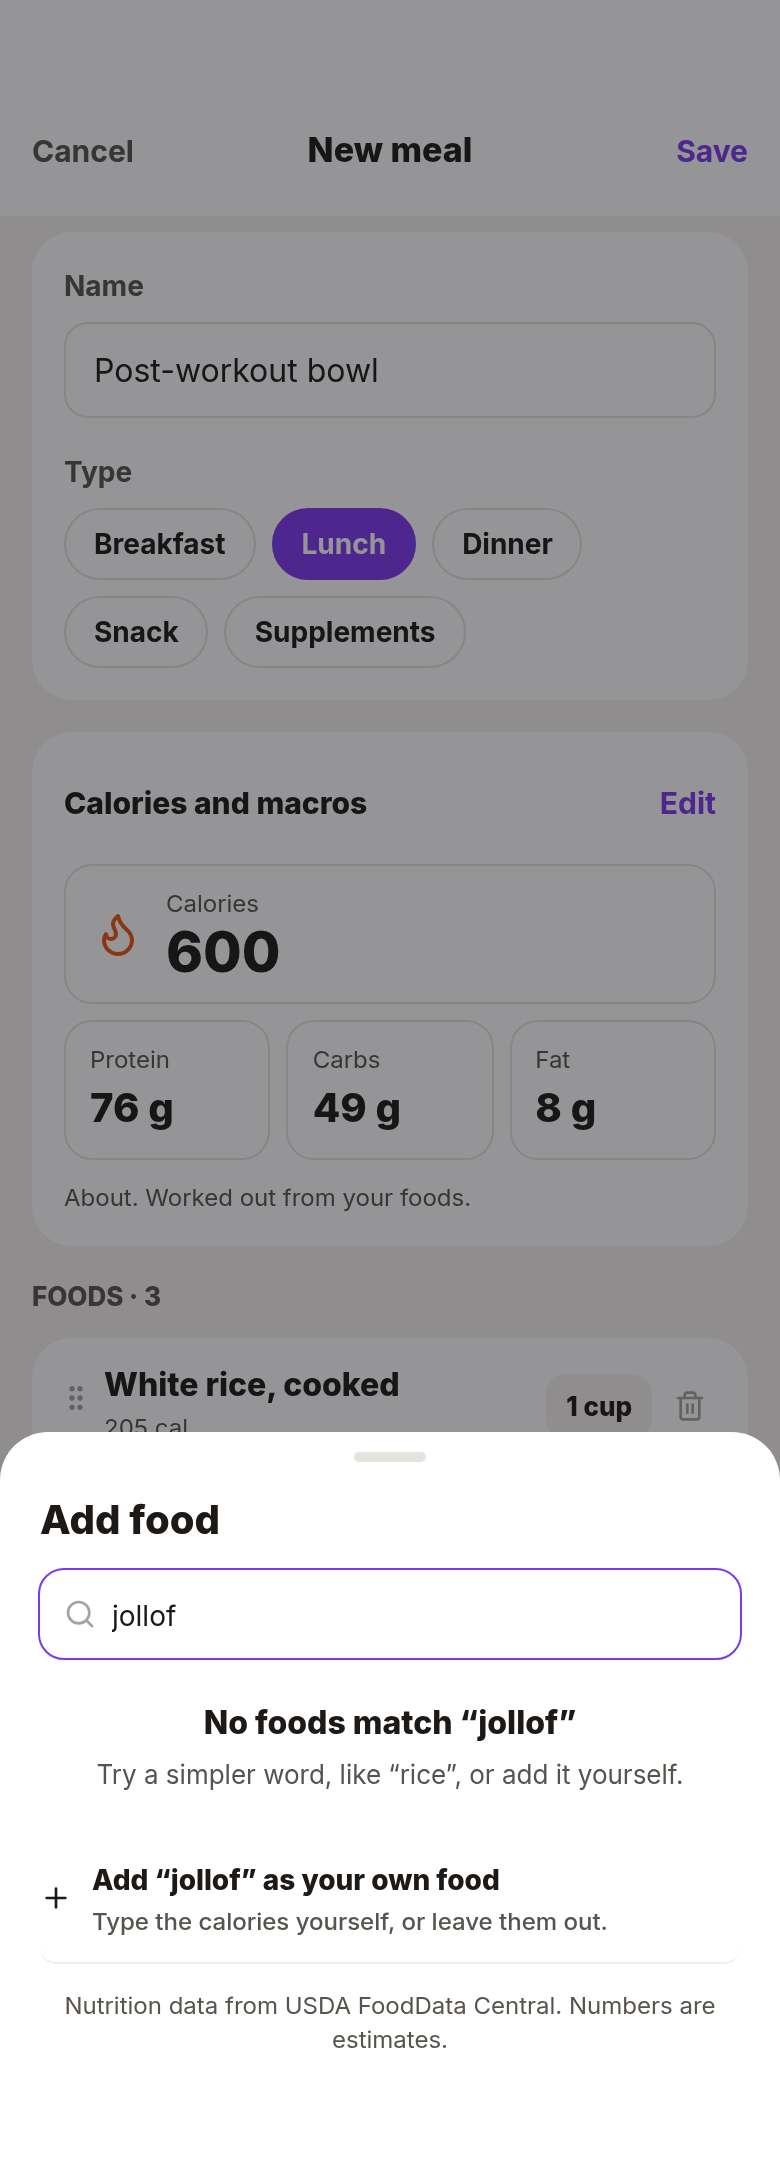 Cancel
New meal
Save
Name
Post-workout bowl
Type
Breakfast
Lunch
Dinner
Snack
Supplements
Calories and macros
Edit
Calories
600
Protein
76 g
Carbs
49 g
Fat
8 g
About. Worked out from your foods.
FOODS · 3
White rice, cooked
205 cal
1 cup
Add food
jollof
No foods match “jollof”
Try a simpler word, like “rice”, or add it yourself.
Add “jollof” as your own food
Type the calories yourself, or leave them out.
Nutrition data from USDA FoodData Central. Numbers are
estimates.